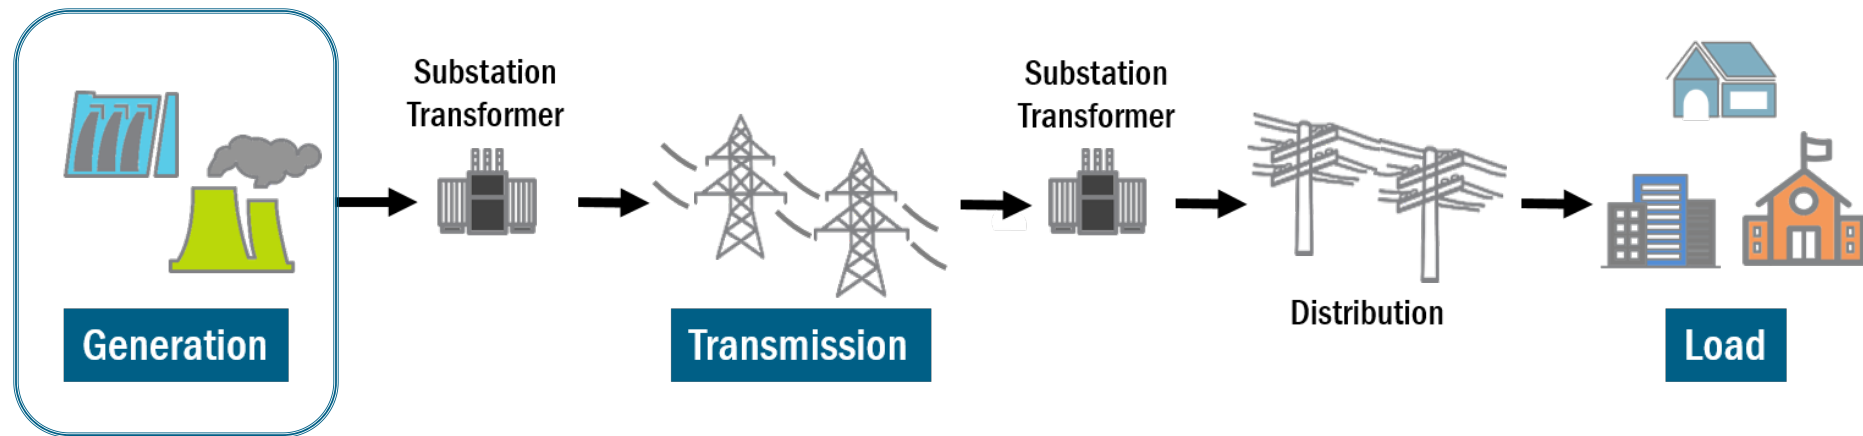 Substation
Transformer
Substation
Transformer
Distribution
Generation
Transmission
Load